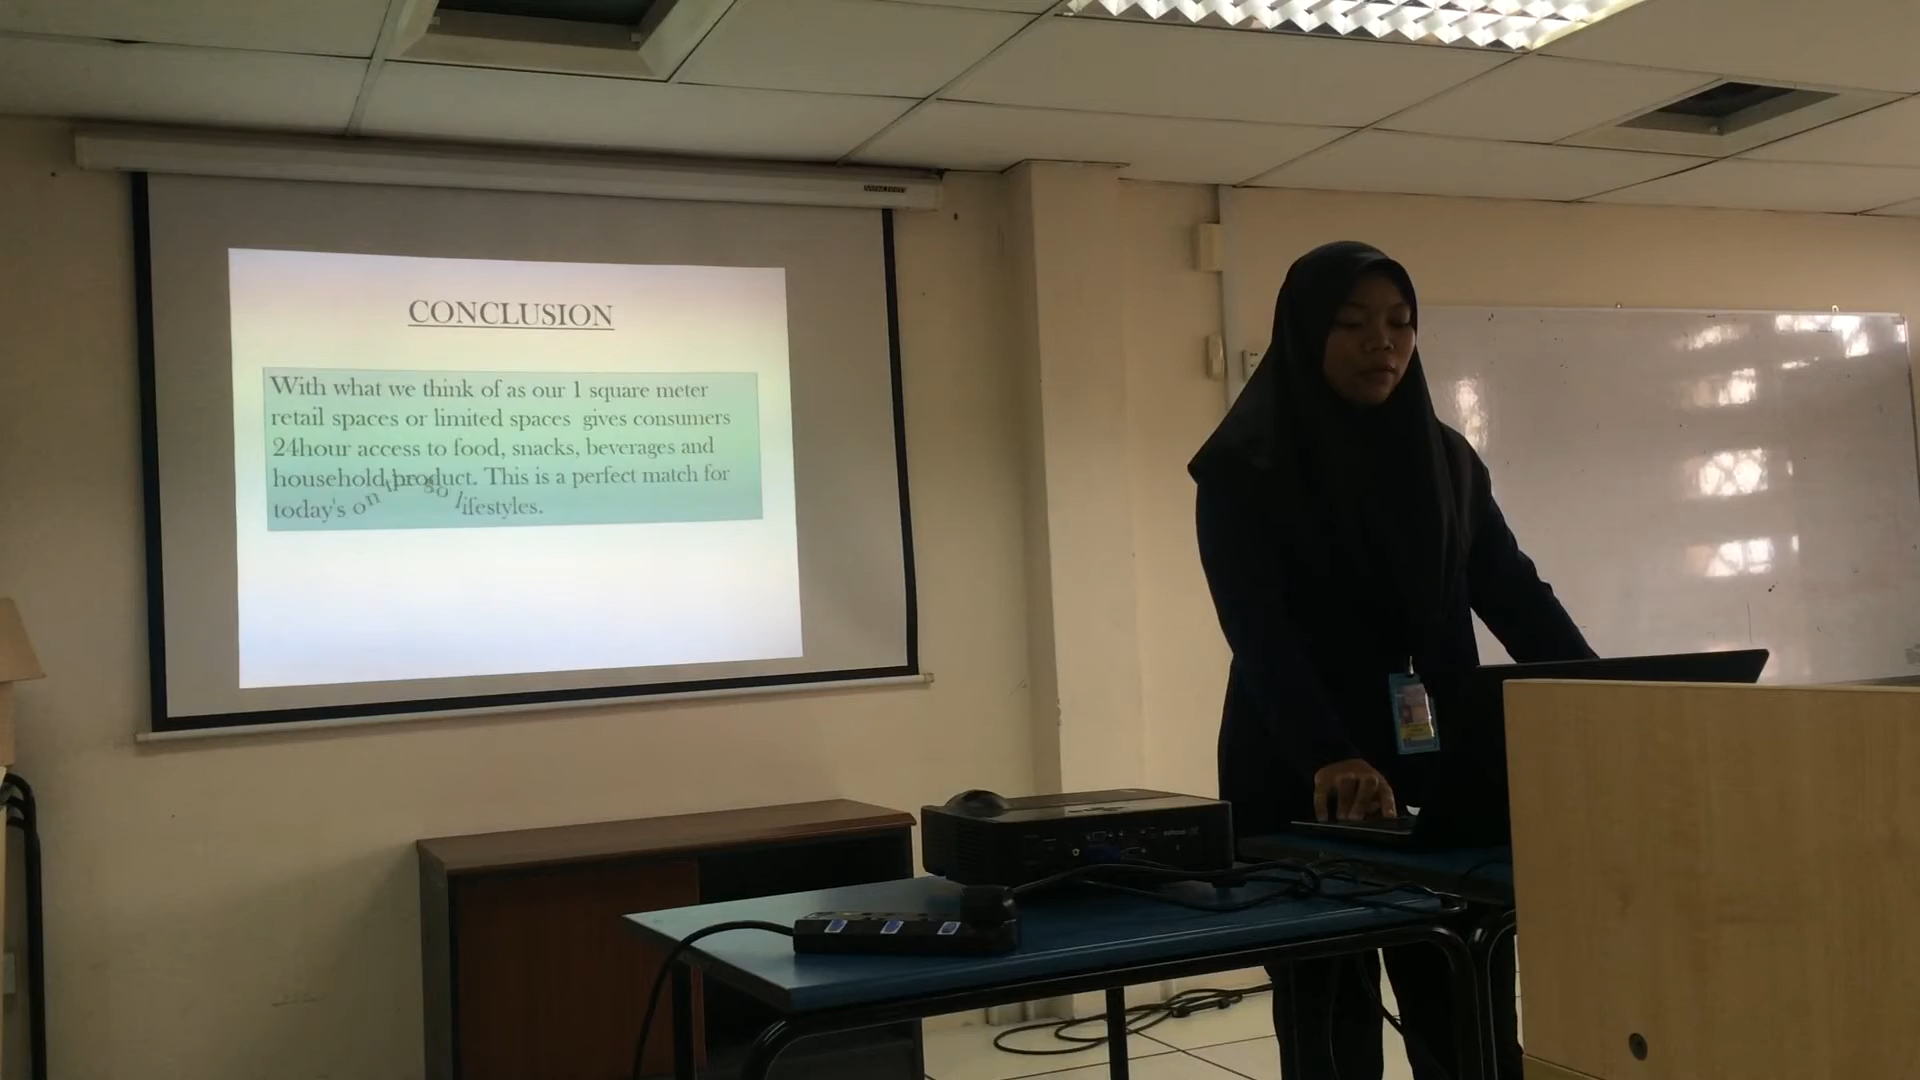 CONCLUSION
With what we think of as our 1 square meter
retail spaces or limited spaces gives consumers
24hour access to food, snacks, beverages and
household product. This is a perfect match for
today's on the go lifestyles.